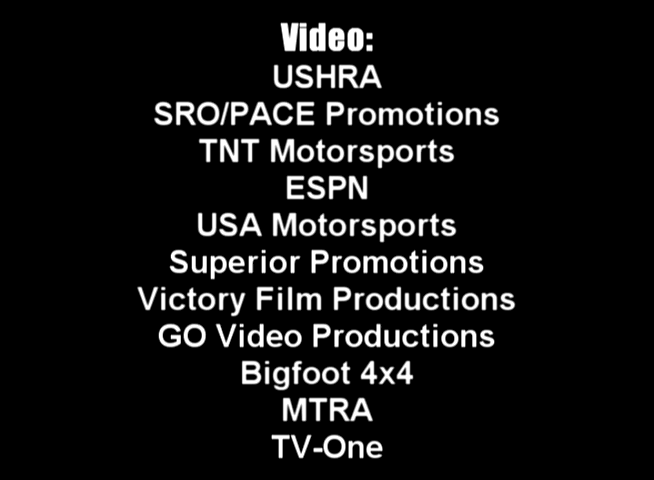 Video:
USHRA
SRO/PACE Promotions
TNT Motorsports
ESPN
USA Motorsports
Superior Promotions
Victory Film Productions
GO Video Productions
Bigfoot 4x4
MTRA
TV-One